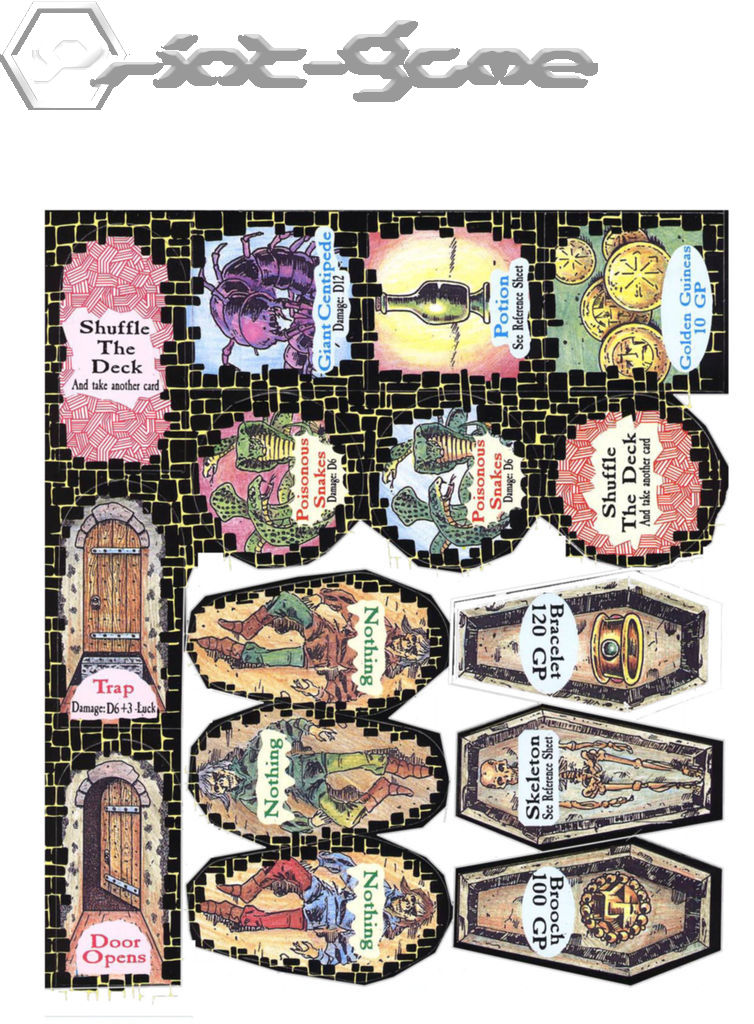 riot-game
Shuffle
The
Deck
And take another card
Giant Centipede
Damage: D12
Potion
See Reference Sheet
Golden Guineas
10 GP
Poisonous
Snakes
Damage: D6
Poisonous
Snakes
Damage: D6
Shuffle
The Deck
And take another card
Trap
Damage: D6 +3 -Luck
Nothing
Bracelet
120 GP
Nothing
Skeleton
See Reference Sheet
Door
Opens
Nothing
Brooch
100 GP